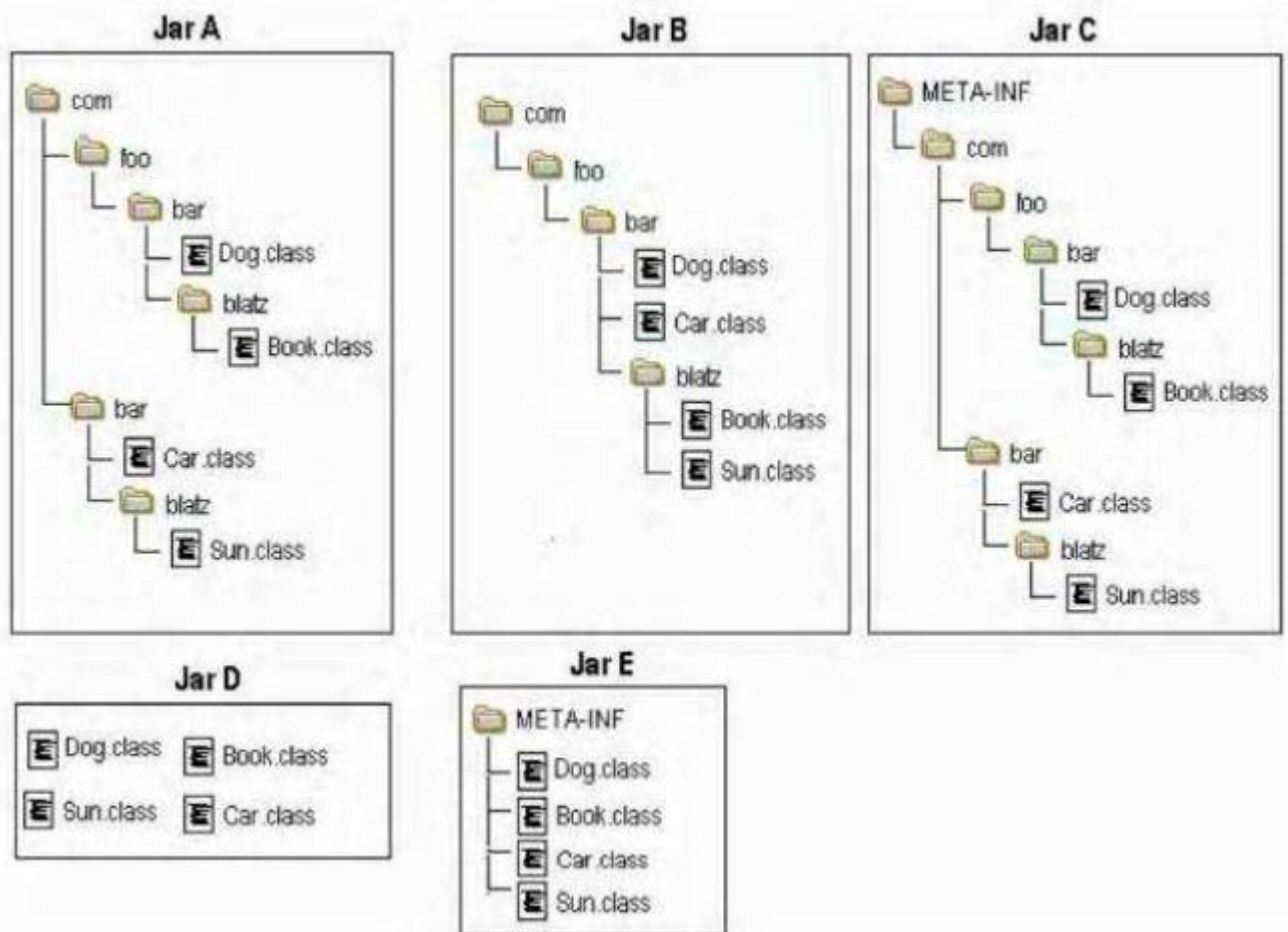 Jar A
com
foo
bar
Dog.class
blatz
Book.class
bar
Car.class
blatz
Sun.class
Jar B
com
foo
bar
Dog.class
Car.class
blatz
Book.class
Sun.class
Jar C
META-INF
com
foo
bar
Dog.class
blatz
Book.class
bar
Car.class
blatz
Sun.class
Jar D
Dog.class
Book.class
Sun.class
Car.class
Jar E
META-INF
Dog.class
Book.class
Car.class
Sun.class